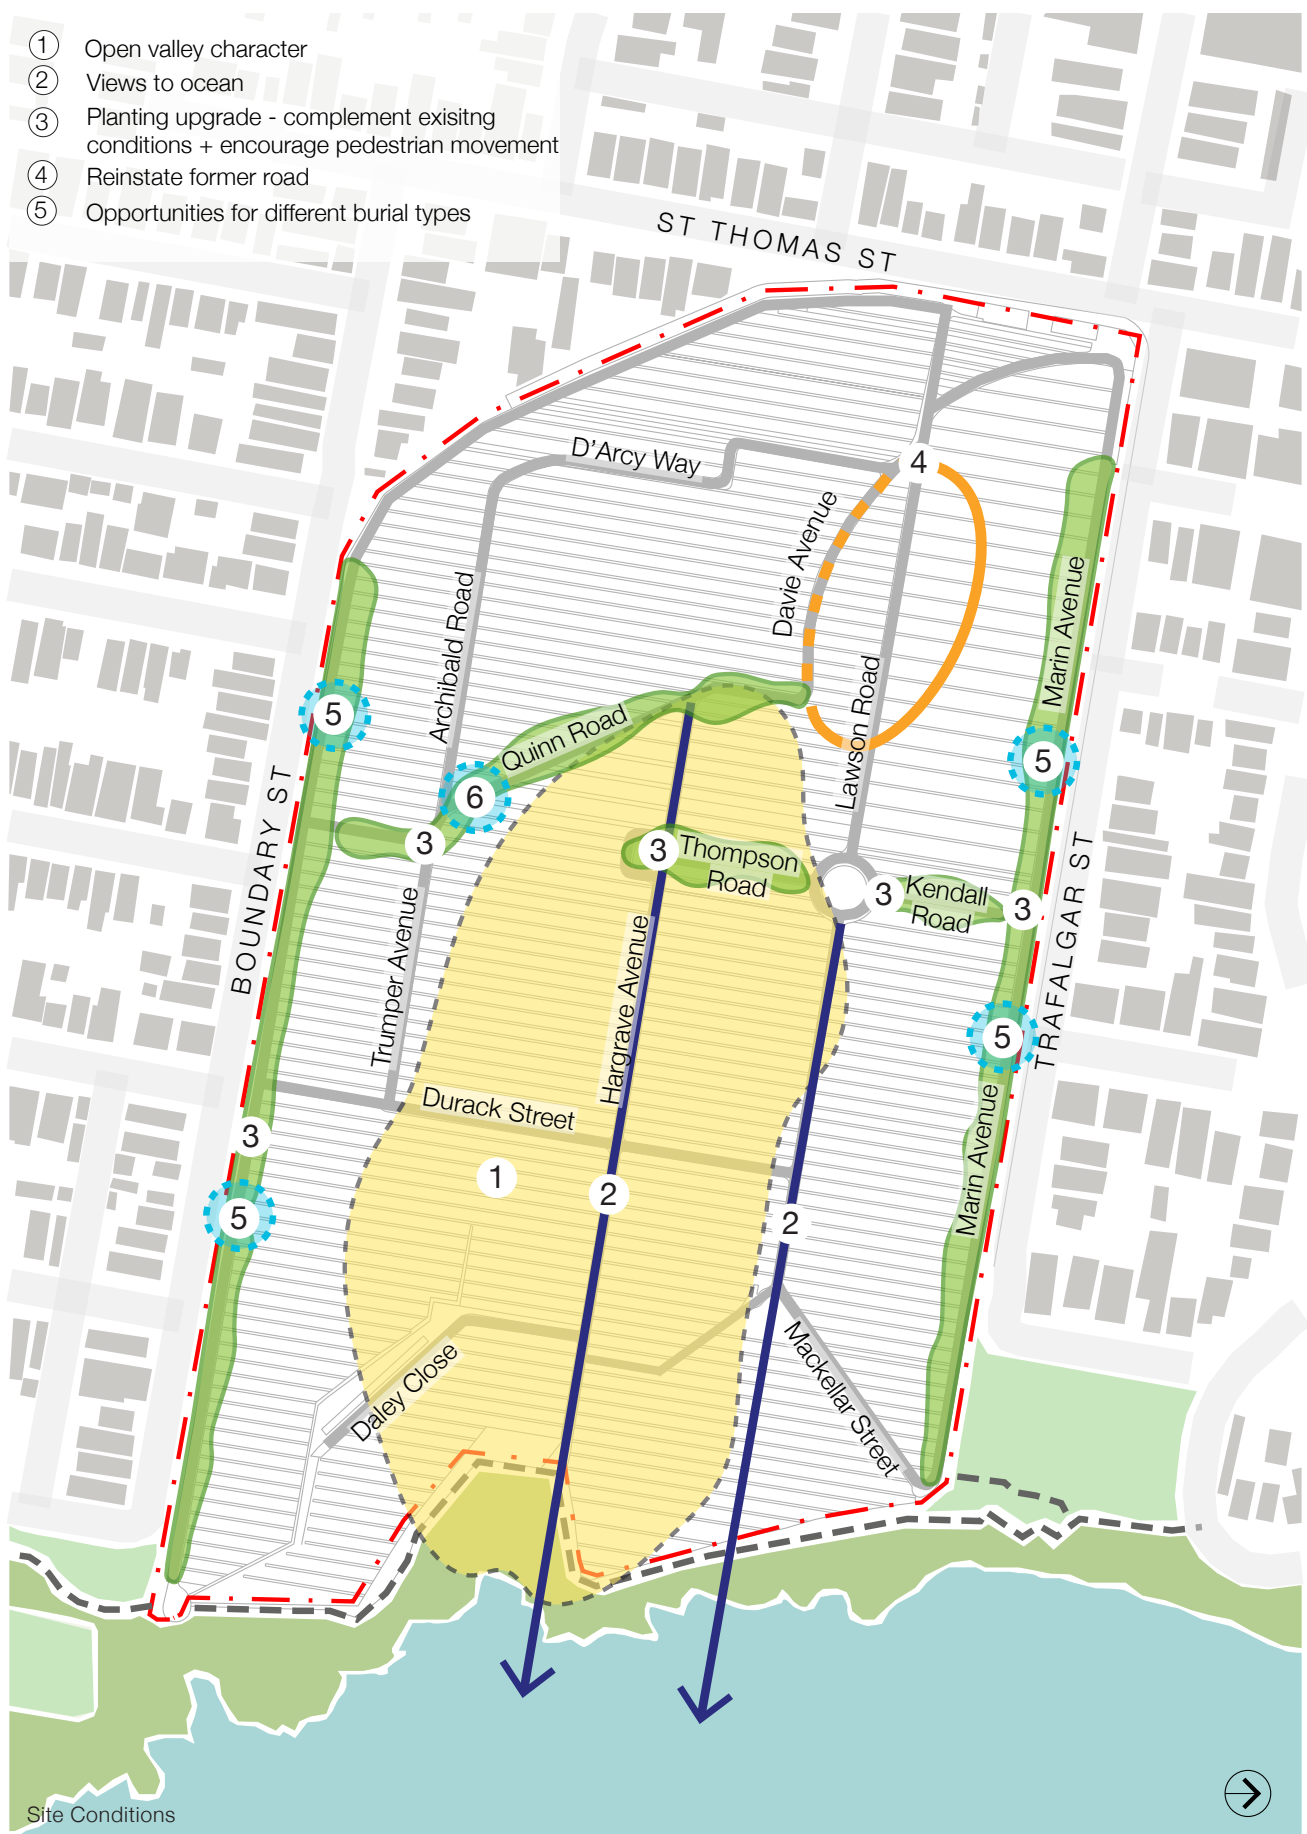 1 Open valley character
2 Views to ocean
3 Planting upgrade - complement exisitng
conditions + encourage pedestrian movement
4 Reinstate former road
5 Opportunities for different burial types
ST THOMAS ST
D'Arcy Way
4
Davie Avenue
Marin Avenue
Archibald Road
Lawson Road
5
Quinn Road
5
BOUNDARY ST
6
3
3
Thompson
Road
3
Kendall
Road
3
TRAFALGAR ST
Trumper Avenue
Hargrave Avenue
5
Durack Street
Marin Avenue
3
1
2
5
2
Mackellar Street
Daley Close
Site Conditions